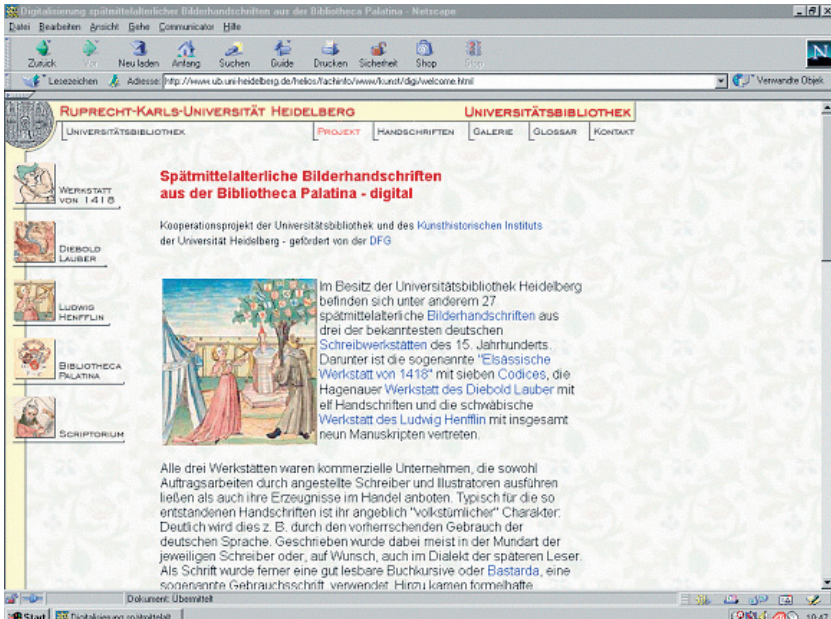 Digitalisierung spätmittelalterlicher Bilderhandschriften aus der Bibliotheca Palatina - Netscape
Datei Bearbeiten Ansicht Gehe Communicator Hilfe
Zurück Vor Neu laden Anfang Suchen Guide Drucken Sicherheit Shop Stop
Lesezeichen Adresse: http://www.ub.uni-heidelberg.de/helios/fachinfo/www/kunst/digi/welcome.html Verwandte Objek
RUPRECHT-KARLS-UNIVERSITÄT HEIDELBERG UNIVERSITÄTSBIBLIOTHEK
UNIVERSITÄTSBIBLIOTHEK PROJEKT HANDSCHRIFTEN GALERIE GLOSSAR KONTAKT
WERKSTATT
VON 1418
DIEBOLD
LAUBER
LUDWIG
HENFFLIN
BIBLIOTHECA
PALATINA
SCRIPTORIUM
Spätmittelalterliche Bilderhandschriften
aus der Bibliotheca Palatina - digital
Kooperationsprojekt der Universitätsbibliothek und des Kunsthistorischen Instituts
der Universität Heidelberg - gefördert von der DFG
Im Besitz der Universitätsbibliothek Heidelberg
befinden sich unter anderem 27
spätmittelalterliche Bilderhandschriften aus
drei der bekanntesten deutschen
Schreibwerkstätten des 15. Jahrhunderts.
Darunter ist die sogenannte "Elsässische
Werkstatt von 1418" mit sieben Codices, die
Hagenauer Werkstatt des Diebold Lauber mit
elf Handschriften und die schwäbische
Werkstatt des Ludwig Henfflin mit insgesamt
neun Manuskripten vertreten.
Alle drei Werkstätten waren kommerzielle Unternehmen, die sowohl
Auftragsarbeiten durch angestellte Schreiber und Illustratoren ausführen
ließen als auch ihre Erzeugnisse im Handel anboten. Typisch für die so
entstandenen Handschriften ist ihr angeblich "volkstümlicher" Charakter:
Deutlich wird dies z. B. durch den vorherrschenden Gebrauch der
deutschen Sprache. Geschrieben wurde dabei meist in der Mundart der
jeweiligen Schreiber oder, auf Wunsch, auch im Dialekt der späteren Leser.
Als Schrift wurde ferner eine gut lesbare Buchkursive oder Bastarda, eine
sogenannte Gebrauchsschrift, verwendet. Hinzu kamen formelhafte
Dokument: Übermittelt
Start Digitalisierung spätmittelalt... 19:47